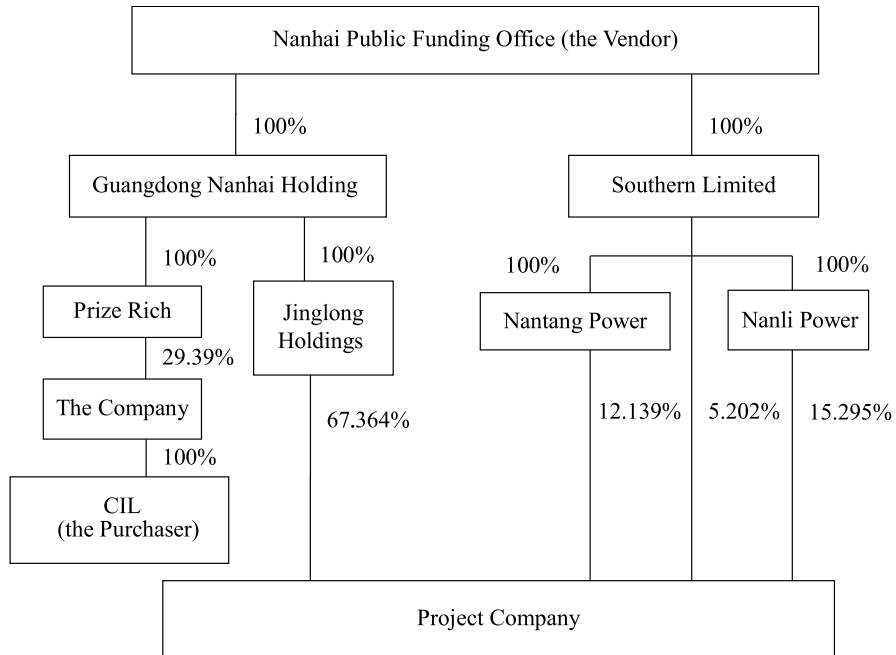 Nanhai Public Funding Office (the Vendor)
100%
100%
Guangdong Nanhai Holding
Southern Limited
100%
100%
100%
100%
Prize Rich
Jinglong
Holdings
Nantang Power
Nanli Power
29.39%
The Company
67.364%
12.139%
5.202%
15.295%
100%
CIL
(the Purchaser)
Project Company